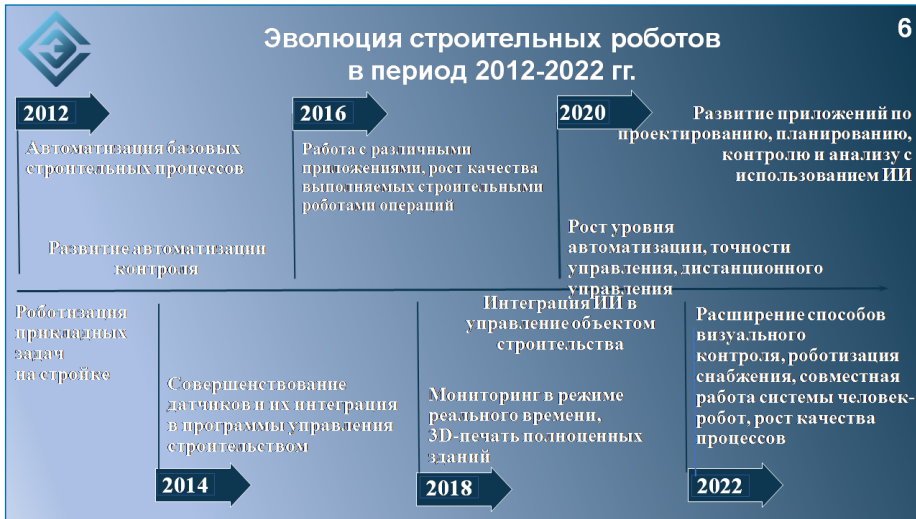 6
Эволюция строительных роботов
в период 2012-2022 гг.
2012
Автоматизация базовых
строительных процессов
Развитие автоматизации
контроля
2016
Работа с различными
приложениями, рост качества
выполняемых строительными
роботами операций
2020
Развитие приложений по
проектированию, планированию,
контролю и анализу с
использованием ИИ
Рост уровня
автоматизации, точности
управления, дистанционного
управления
Роботизация
прикладных
задач
на стройке
Совершенствование
датчиков и их интеграция
в программы управления
строительством
2014
Интеграция ИИ в
управление объектом
строительства
Мониторинг в режиме
реального времени,
3D-печать полноценных
зданий
2018
Расширение способов
визуального
контроля, роботизация
снабжения, совместная
работа системы человек-
робот, рост качества
процессов
2022